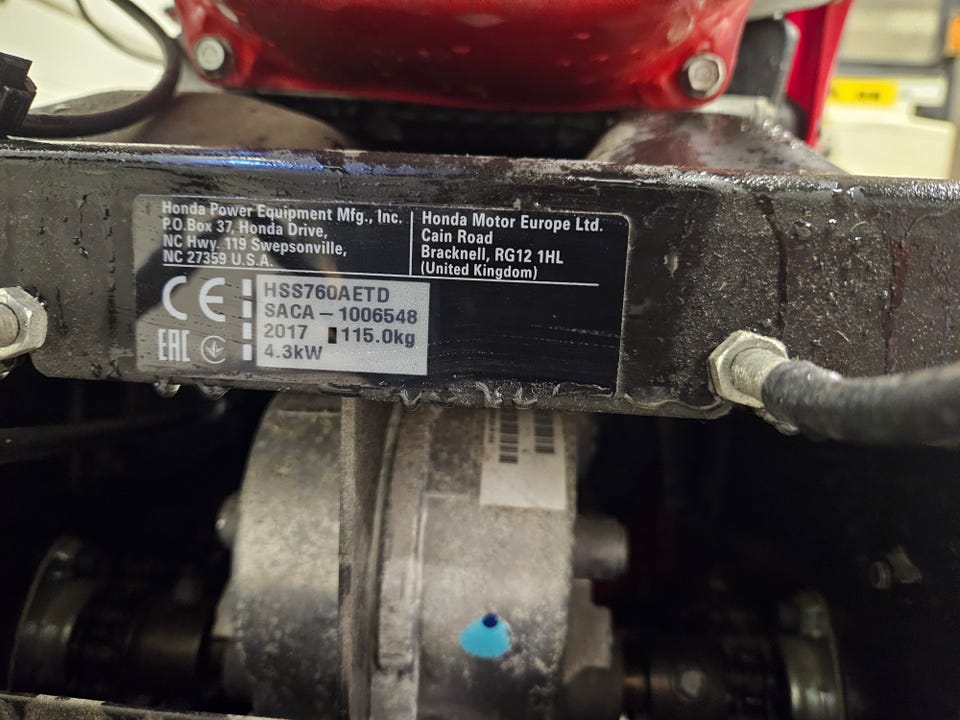 Honda Power Equipment Mfg., Inc.
P.O.Box 37, Honda Drive,
NC Hwy. 119 Swepsonville,
NC 27359 U.S.A.
Honda Motor Europe Ltd.
Cain Road
Bracknell, RG12 1HL
(United Kingdom)
CE
EAC
HSS760AETD
SACA – 1006548
2017 115.0kg
4.3kW